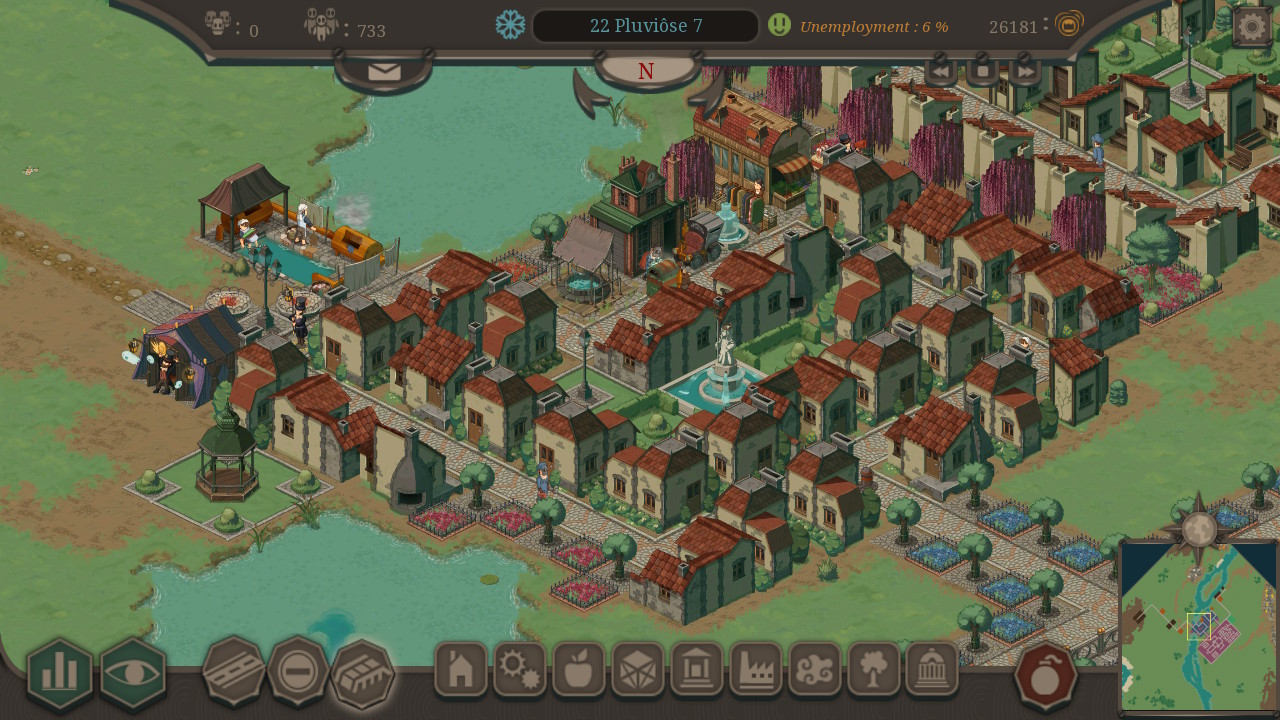 : 0
: 733
22 Pluviôse 7
Unemployment : 6 %
26181 :
N